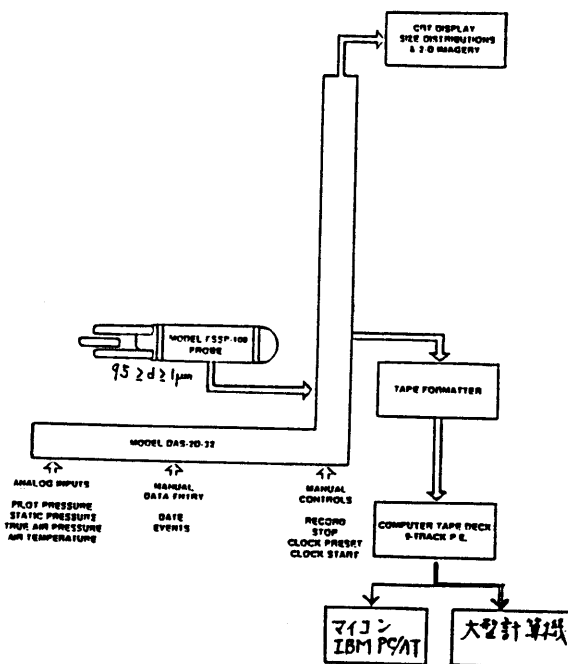 CRT DISPLAY
SIZE DISTRIBUTIONS
& 2-D IMAGERY
MODEL FSSP-100
PROBE
95 ≥ d ≥ 1μm
TAPE FORMATTER
MODEL DAS-2D-32
ANALOG INPUTS
PILOT PRESSURE
STATIC PRESSURE
TRUE AIR PRESSURE
AIR TEMPERATURE
MANUAL
DATA ENTRY
DATE
EVENTS
MANUAL
CONTROLS
RECORD
STOP
CLOCK PRESET
CLOCK START
COMPUTER TAPE DECK
9-TRACK P.E.
マイコン
IBM PC/AT
大型計算機